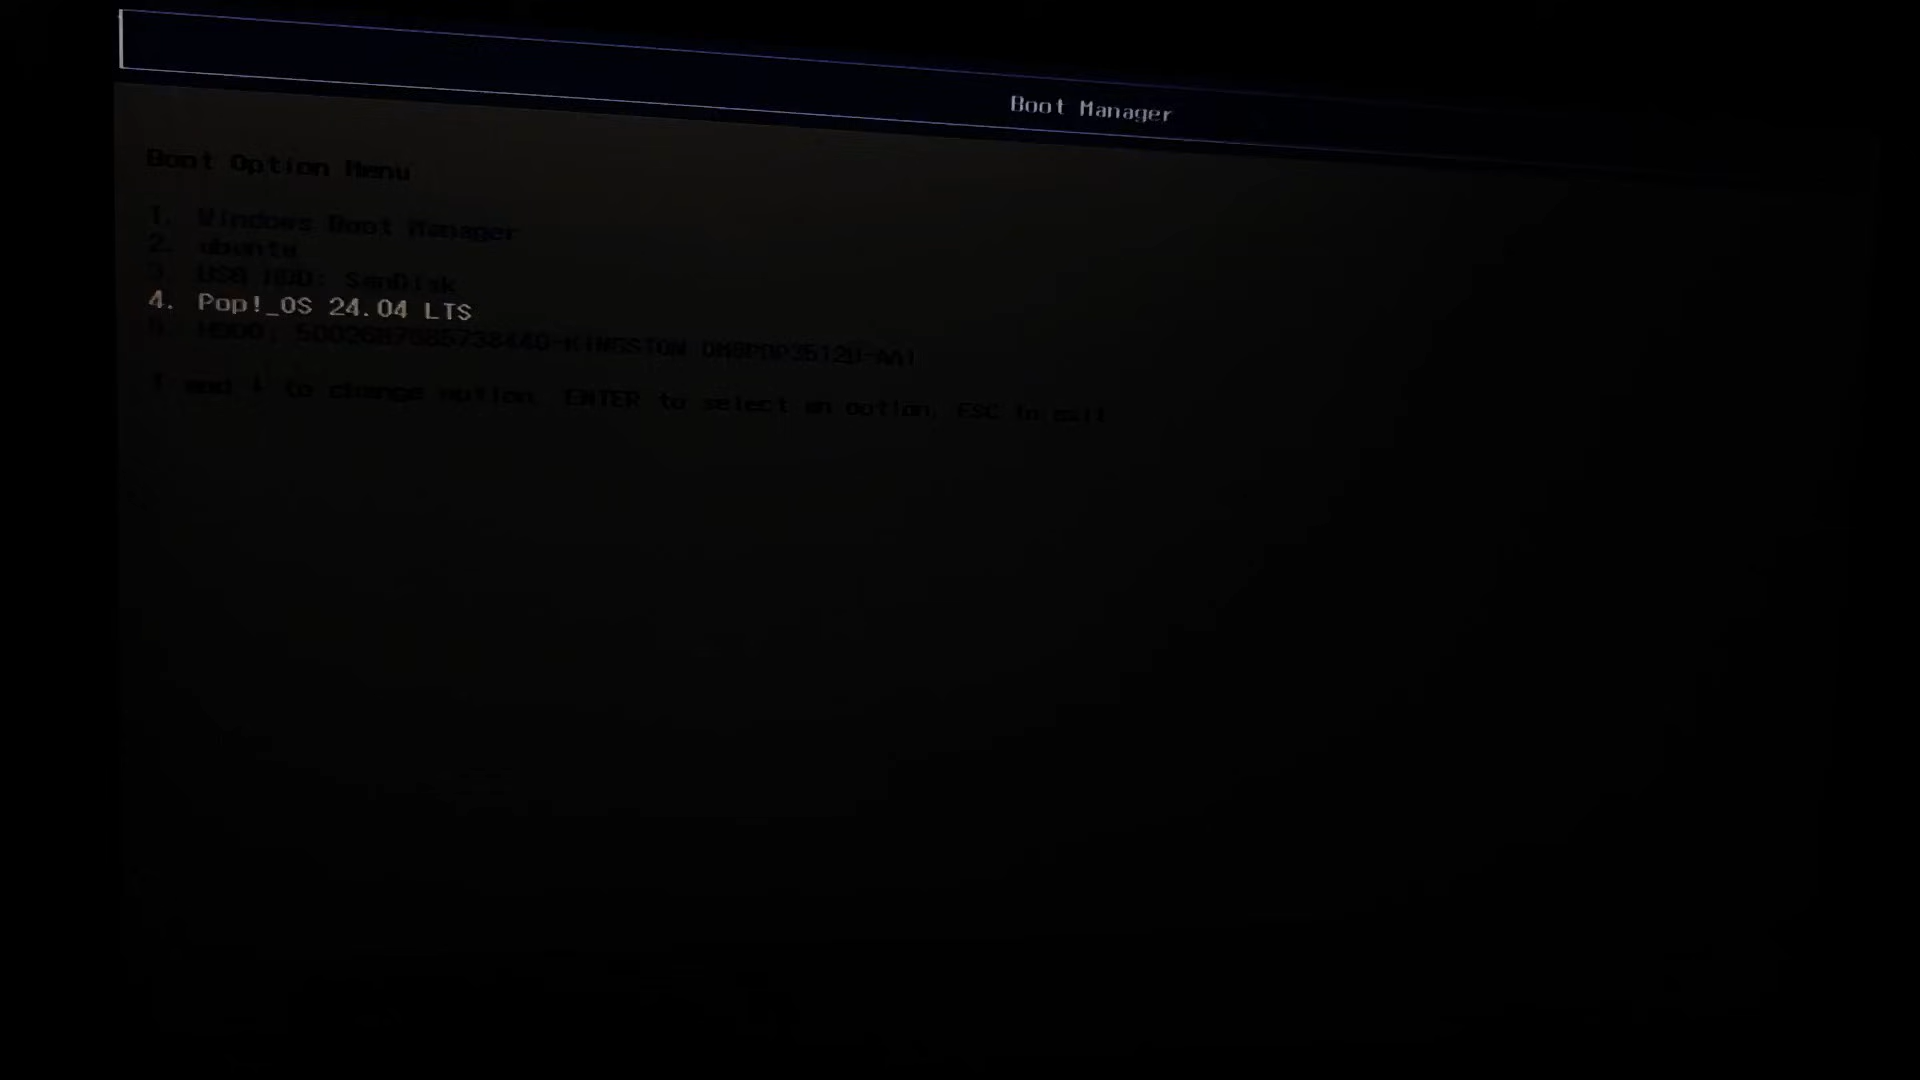 Boot Manager
Boot Option Menu
1. Windows Boot Manager
2. ubuntu
3. USB HDD: SanDisk
4. Pop!_OS 24.04 LTS
KINGSTON
↑ and ↓ to change option, ENTER to select an option, ESC to exit